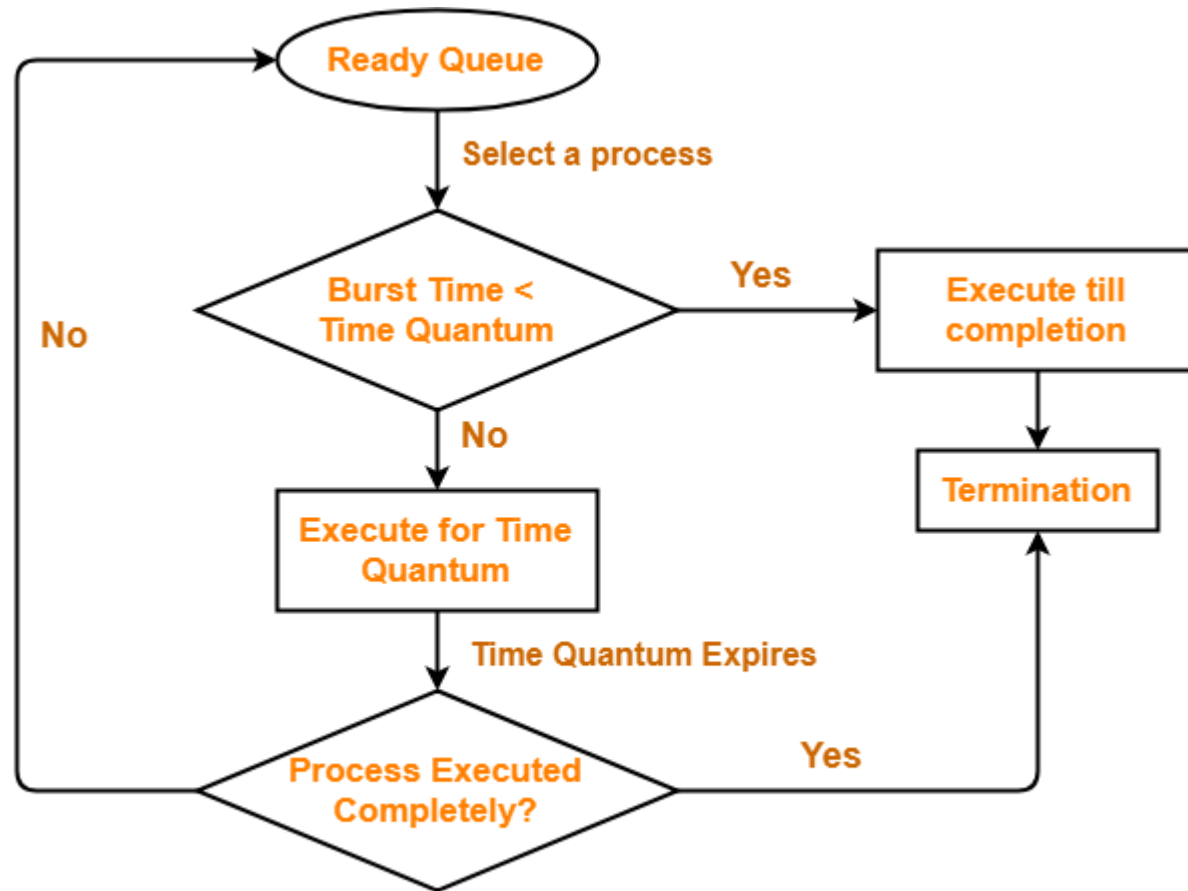 Ready Queue
Select a process
Burst Time <
Time Quantum
Yes
Execute till
completion
No
No
Termination
Execute for Time
Quantum
Time Quantum Expires
Process Executed
Completely?
Yes